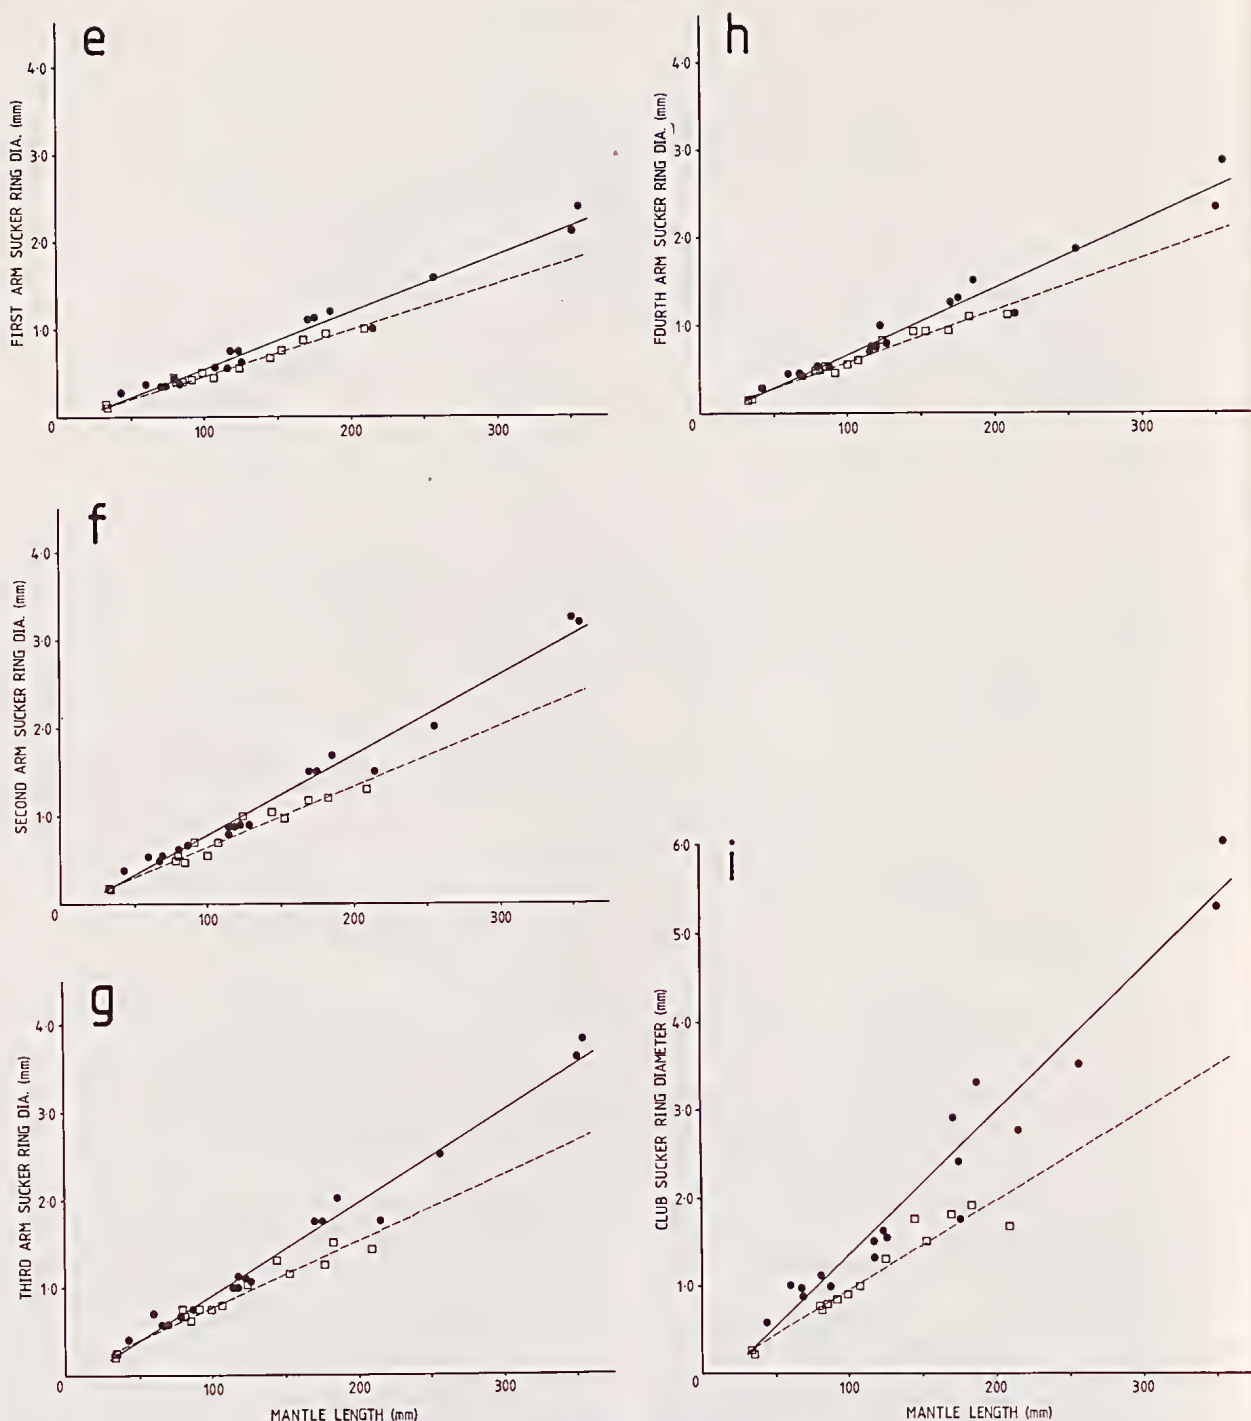 e
4·0
3·0
2·0
1·0
FIRST ARM SUCKER RING DIA. (mm)
0 100 200 300
h
4·0
3·0
2·0
1·0
FOURTH ARM SUCKER RING DIA. (mm)
0 100 200 300
f
4·0
3·0
2·0
1·0
SECOND ARM SUCKER RING DIA. (mm)
0 100 200 300
g
4·0
3·0
2·0
1·0
THIRD ARM SUCKER RING DIA. (mm)
0 100 200 300
MANTLE LENGTH (mm)
i
6·0
5·0
4·0
3·0
2·0
1·0
CLUB SUCKER RING DIAMETER (mm)
0 100 200 300
MANTLE LENGTH (mm)